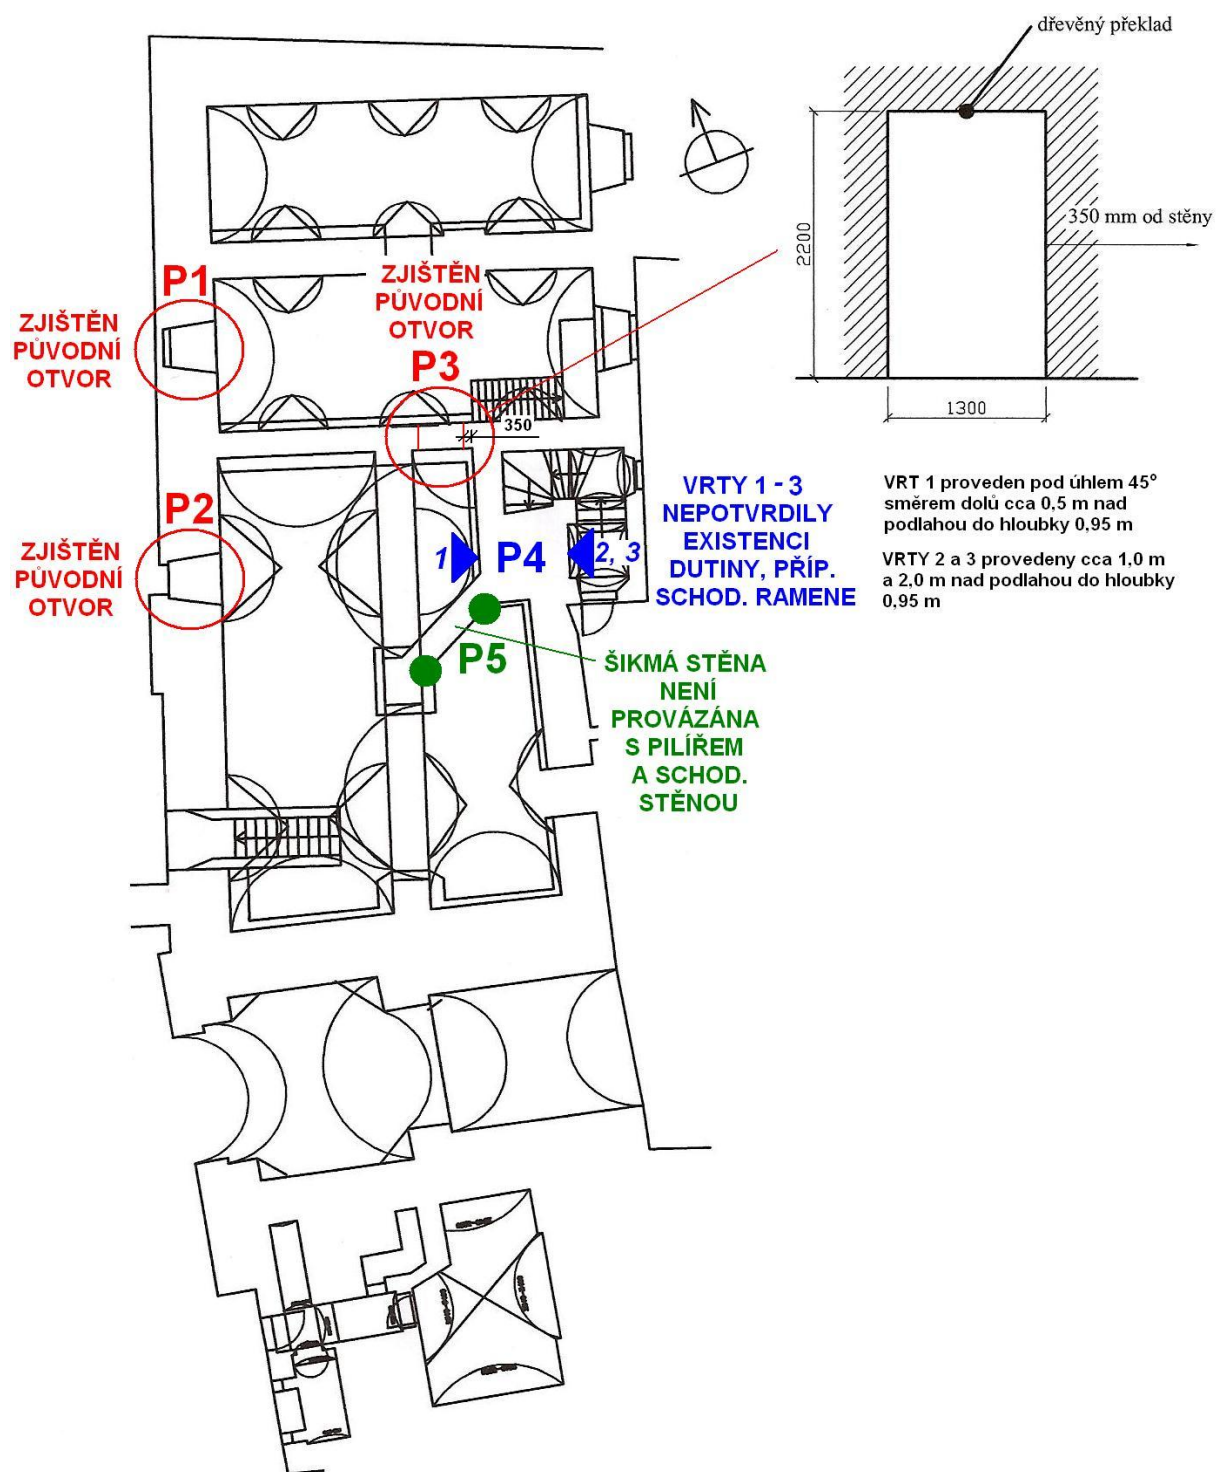 dřevěný překlad
350 mm od stěny
2200
1300
P1
ZJIŠTĚN
PŮVODNÍ
OTVOR
ZJIŠTĚN
PŮVODNÍ
OTVOR
P3
350
P2
ZJIŠTĚN
PŮVODNÍ
OTVOR
1
P4
2, 3
VRTY 1 - 3
NEPOTVRDILY
EXISTENCI
DUTINY, PŘÍP.
SCHOD. RAMENE
VRT 1 proveden pod úhlem 45°
směrem dolů cca 0,5 m nad
podlahou do hloubky 0,95 m
VRTY 2 a 3 provedeny cca 1,0 m
a 2,0 m nad podlahou do hloubky
0,95 m
P5
ŠIKMÁ STĚNA
NENÍ
PROVÁZÁNA
S PILÍŘEM
A SCHOD.
STĚNOU